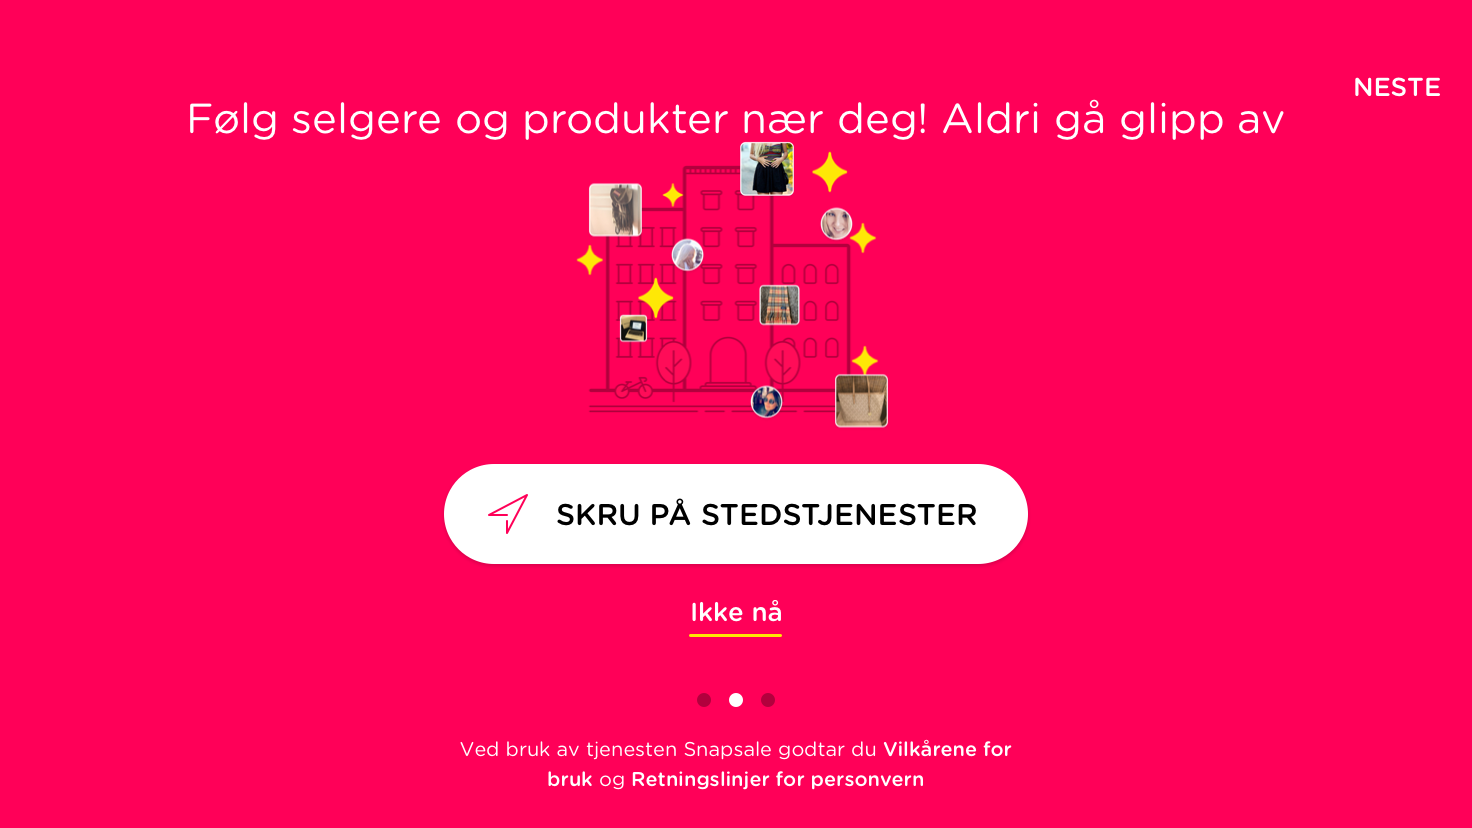 NESTE
Følg selgere og produkter nær deg! Aldri gå glipp av
SKRU PÅ STEDSTJENESTER
Ikke nå
Ved bruk av tjenesten Snapsale godtar du Vilkårene for
bruk og Retningslinjer for personvern